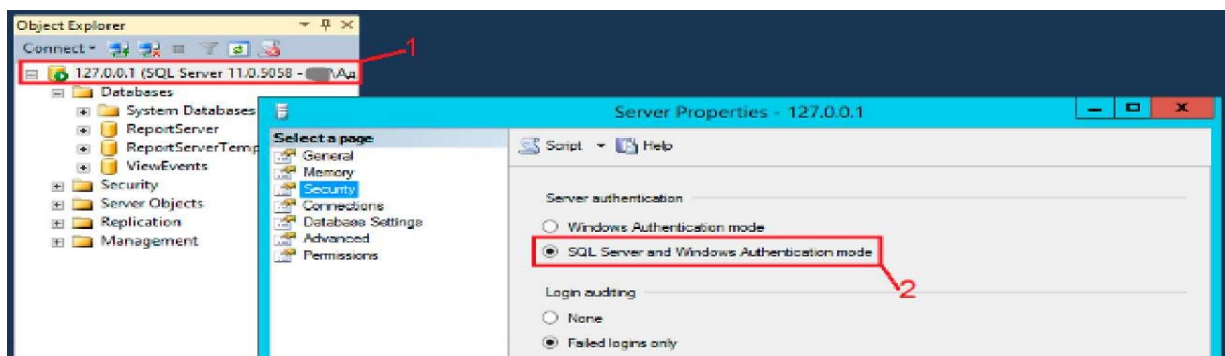 Object Explorer
Connect
1
127.0.0.1 (SQL Server 11.0.5058 - \Ад
Databases
System Databases
ReportServer
ReportServerTemp
ViewEvents
Security
Server Objects
Replication
Management
Server Properties - 127.0.0.1
Select a page
General
Memory
Security
Connections
Database Settings
Advanced
Permissions
Script
Help
Server authentication
Windows Authentication mode
SQL Server and Windows Authentication mode
2
Login auditing
None
Failed logins only